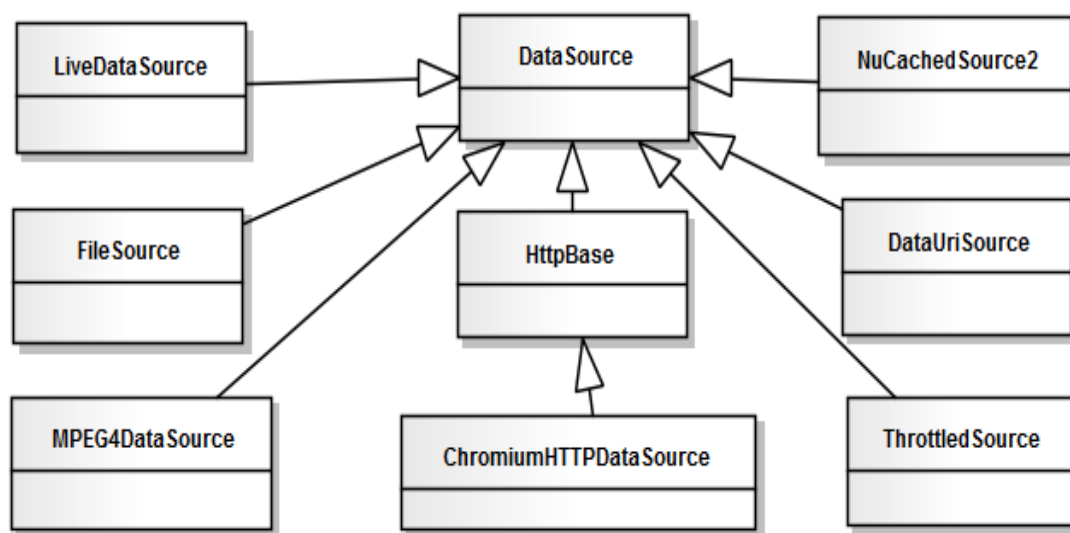 LiveDataSource
DataSource
NuCachedSource2
FileSource
HttpBase
DataUriSource
MPEG4DataSource
ChromiumHTTPDataSource
ThrottledSource